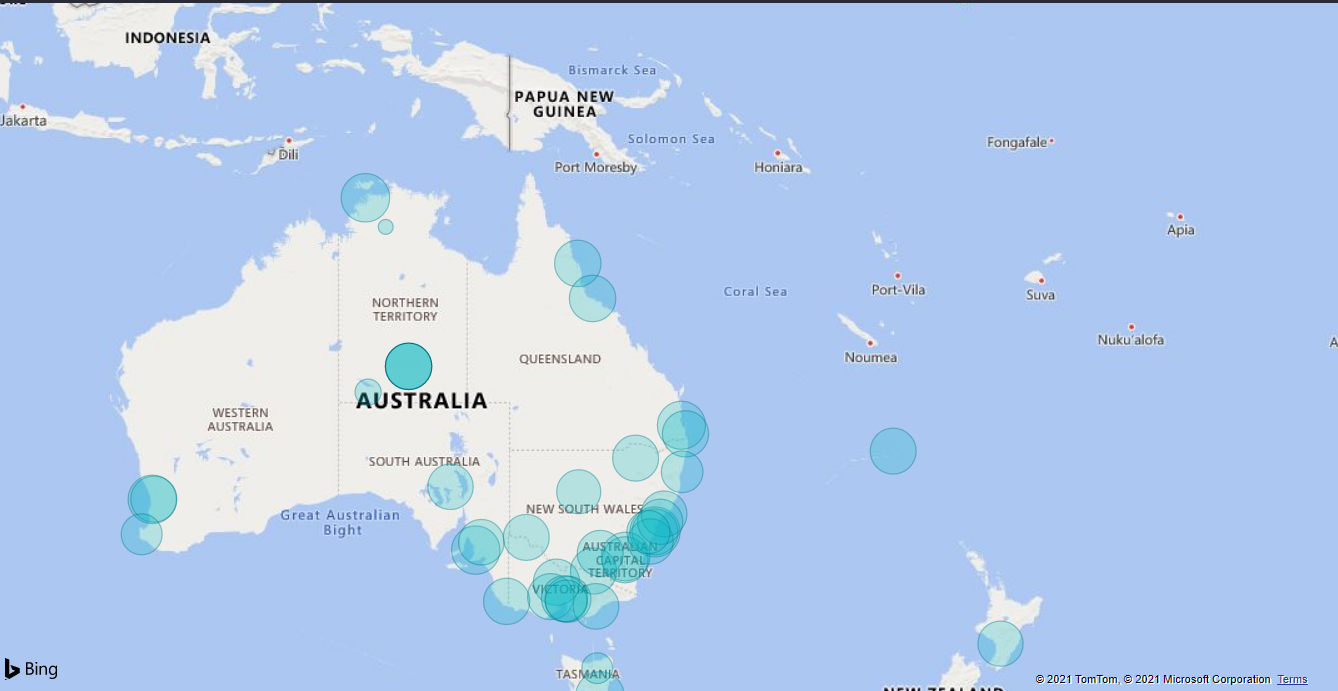 INDONESIA
Bismarck Sea
PAPUA NEW
GUINEA
Jakarta
Solomon Sea
Fongafale
Dili
Port Moresby
Honiara
Apia
Coral Sea
Port-Vila
Suva
NORTHERN
TERRITORY
Nuku'alofa
Noumea
QUEENSLAND
AUSTRALIA
WESTERN
AUSTRALIA
SOUTH AUSTRALIA
NEW SOUTH WALES
Great Australian
Bight
AUSTRALIAN
CAPITAL
TERRITORY
VICTORIA
TASMANIA
Bing
© 2021 TomTom, © 2021 Microsoft Corporation Terms
NEW ZEALAND